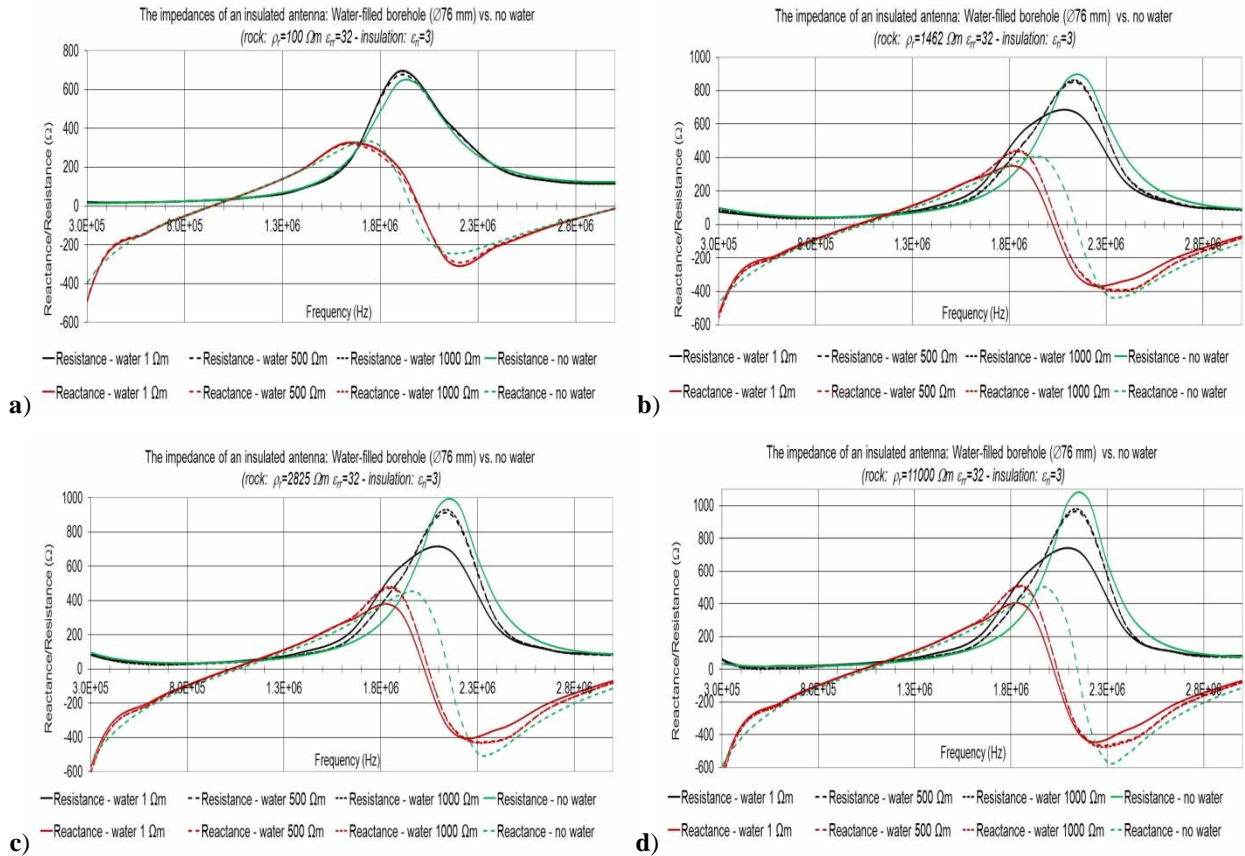 The impedances of an insulated antenna: Water-filled borehole (∅76 mm) vs. no water
(rock: ρr=100 Ωm εrr=32 - insulation: εri=3)
Reactance/Resistance (Ω)
800
600
400
200
0
-200
-400
-600
3.0E+05 8.0E+05 1.3E+06 1.8E+06 2.3E+06 2.8E+06
Frequency (Hz)
Resistance - water 1 Ωm Resistance - water 500 Ωm Resistance - water 1000 Ωm Resistance - no water
Reactance - water 1 Ωm Reactance - water 500 Ωm Reactance - water 1000 Ωm Reactance - no water
a)
The impedances of an insulated antenna: Water-filled borehole (∅76 mm) vs. no water
(rock: ρr=1462 Ωm εrr=32 - insulation: εri=3)
Reactance/Resistance (Ω)
1000
800
600
400
200
0
-200
-400
-600
3.0E+05 8.0E+05 1.3E+06 1.8E+06 2.3E+06 2.8E+06
Frequency (Hz)
Resistance - water 1 Ωm Resistance - water 500 Ωm Resistance - water 1000 Ωm Resistance - no water
Reactance - water 1 Ωm Reactance - water 500 Ωm Reactance - water 1000 Ωm Reactance - no water
b)
The impedance of an insulated antenna: Water-filled borehole (∅76 mm) vs. no water
(rock: ρr=2825 Ωm εrr=32 - insulation: εri=3)
Reactance/Resistance (Ω)
1000
800
600
400
200
0
-200
-400
-600
3.0E+05 8.0E+05 1.3E+06 1.8E+06 2.3E+06 2.8E+06
Frequency (Hz)
Resistance - water 1 Ωm Resistance - water 500 Ωm Resistance - water 1000 Ωm Resistance - no water
Reactance - water 1 Ωm Reactance - water 500 Ωm Reactance - water 1000 Ωm Reactance - no water
c)
The impedance of an insulated antenna: Water-filled borehole (∅76 mm) vs. no water
(rock: ρr=11000 Ωm εrr=32 - insulation: εri=3)
Reactance/Resistance (Ω)
1000
800
600
400
200
0
-200
-400
-600
3.0E+05 8.0E+05 1.3E+06 1.8E+06 2.3E+06 2.8E+06
Frequency (Hz)
Resistance - water 1 Ωm Resistance - water 500 Ωm Resistance - water 1000 Ωm Resistance - no water
Reactance - water 1 Ωm Reactance - water 500 Ωm Reactance - water 1000 Ωm Reactance - no water
d)